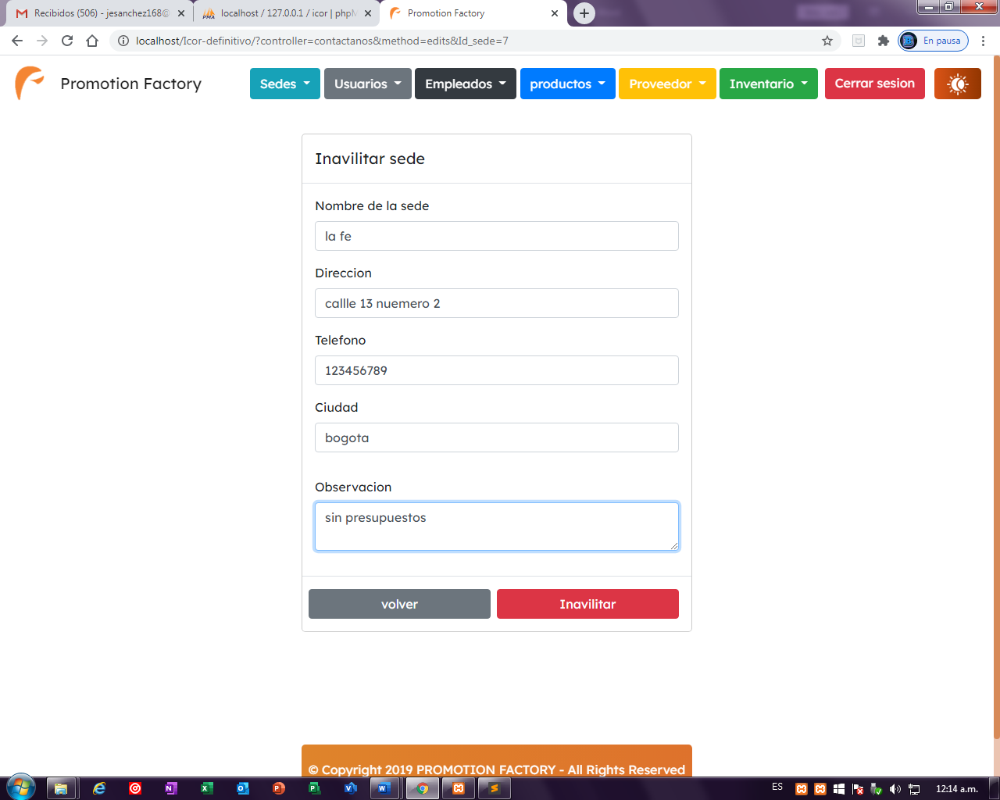 Recibidos (506) - jesanchez168@
localhost / 127.0.0.1 / icor | phpM
Promotion Factory
localhost/Icor-definitivo/?controller=contactanos&method=edits&Id_sede=7
En pausa
Promotion Factory
Sedes
Usuarios
Empleados
productos
Proveedor
Inventario
Cerrar sesion
Inavilitar sede
Nombre de la sede
la fe
Direccion
callle 13 nuemero 2
Telefono
123456789
Ciudad
bogota
Observacion
sin presupuestos
volver
Inavilitar
© Copyright 2019 PROMOTION FACTORY - All Rights Reserved
ES
12:14 a.m.